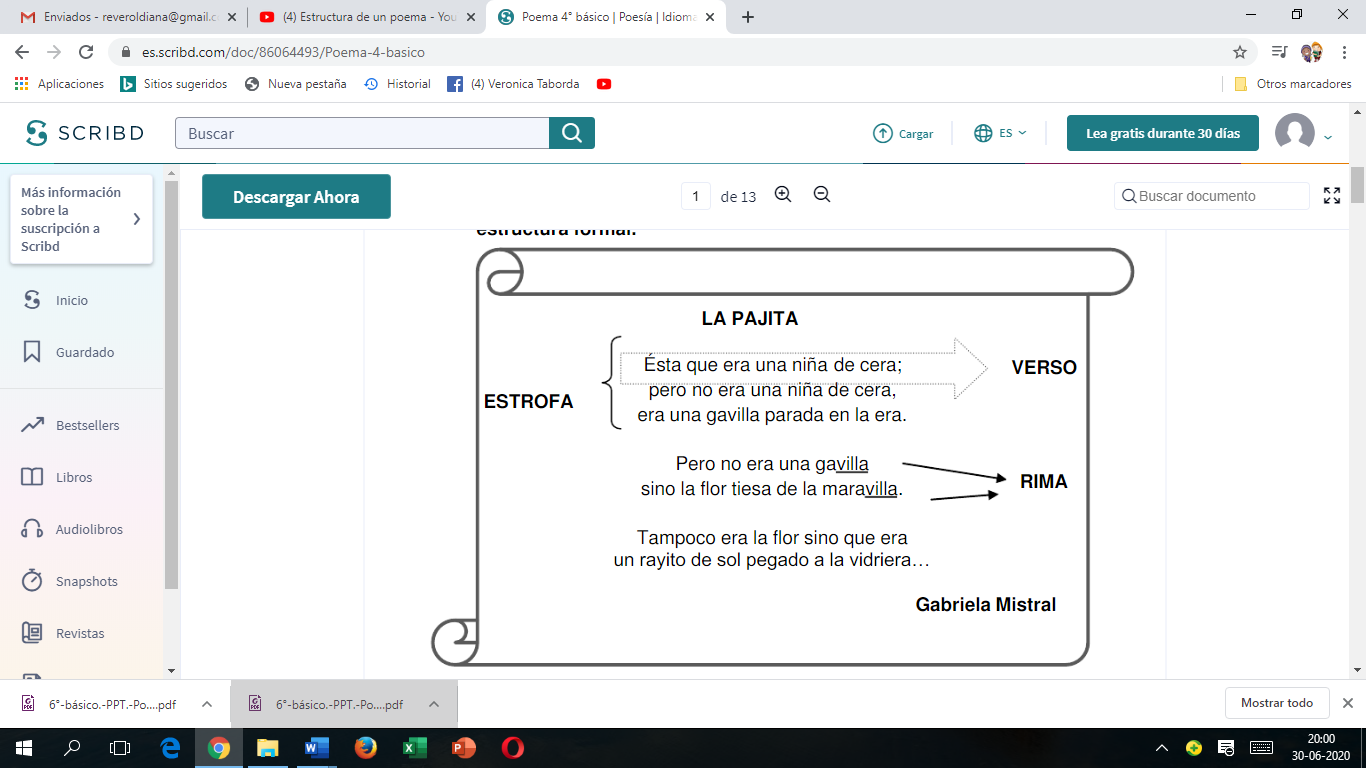 Enviados - reveroldiana@gmail.c
(4) Estructura de un poema - You
Poema 4° básico | Poesía | Idioma
es.scribd.com/doc/86064493/Poema-4-basico
Aplicaciones
Sitios sugeridos
Nueva pestaña
Historial
(4) Veronica Taborda
Otros marcadores
SCRIBD
Buscar
Cargar
ES
Lea gratis durante 30 días
Más información
sobre la
suscripción a
Scribd
Descargar Ahora
1 de 13
Buscar documento
Inicio
Guardado
Bestsellers
Libros
Audiolibros
Snapshots
Revistas
estructura formal.
LA PAJITA
Ésta que era una niña de cera;
VERSO
pero no era una niña de cera,
ESTROFA
era una gavilla parada en la era.
Pero no era una gavilla
RIMA
sino la flor tiesa de la maravilla.
Tampoco era la flor sino que era
un rayito de sol pegado a la vidriera…
Gabriela Mistral
6°-básico.-PPT.-Po....pdf
6°-básico.-PPT.-Po....pdf
Mostrar todo
20:00
30-06-2020